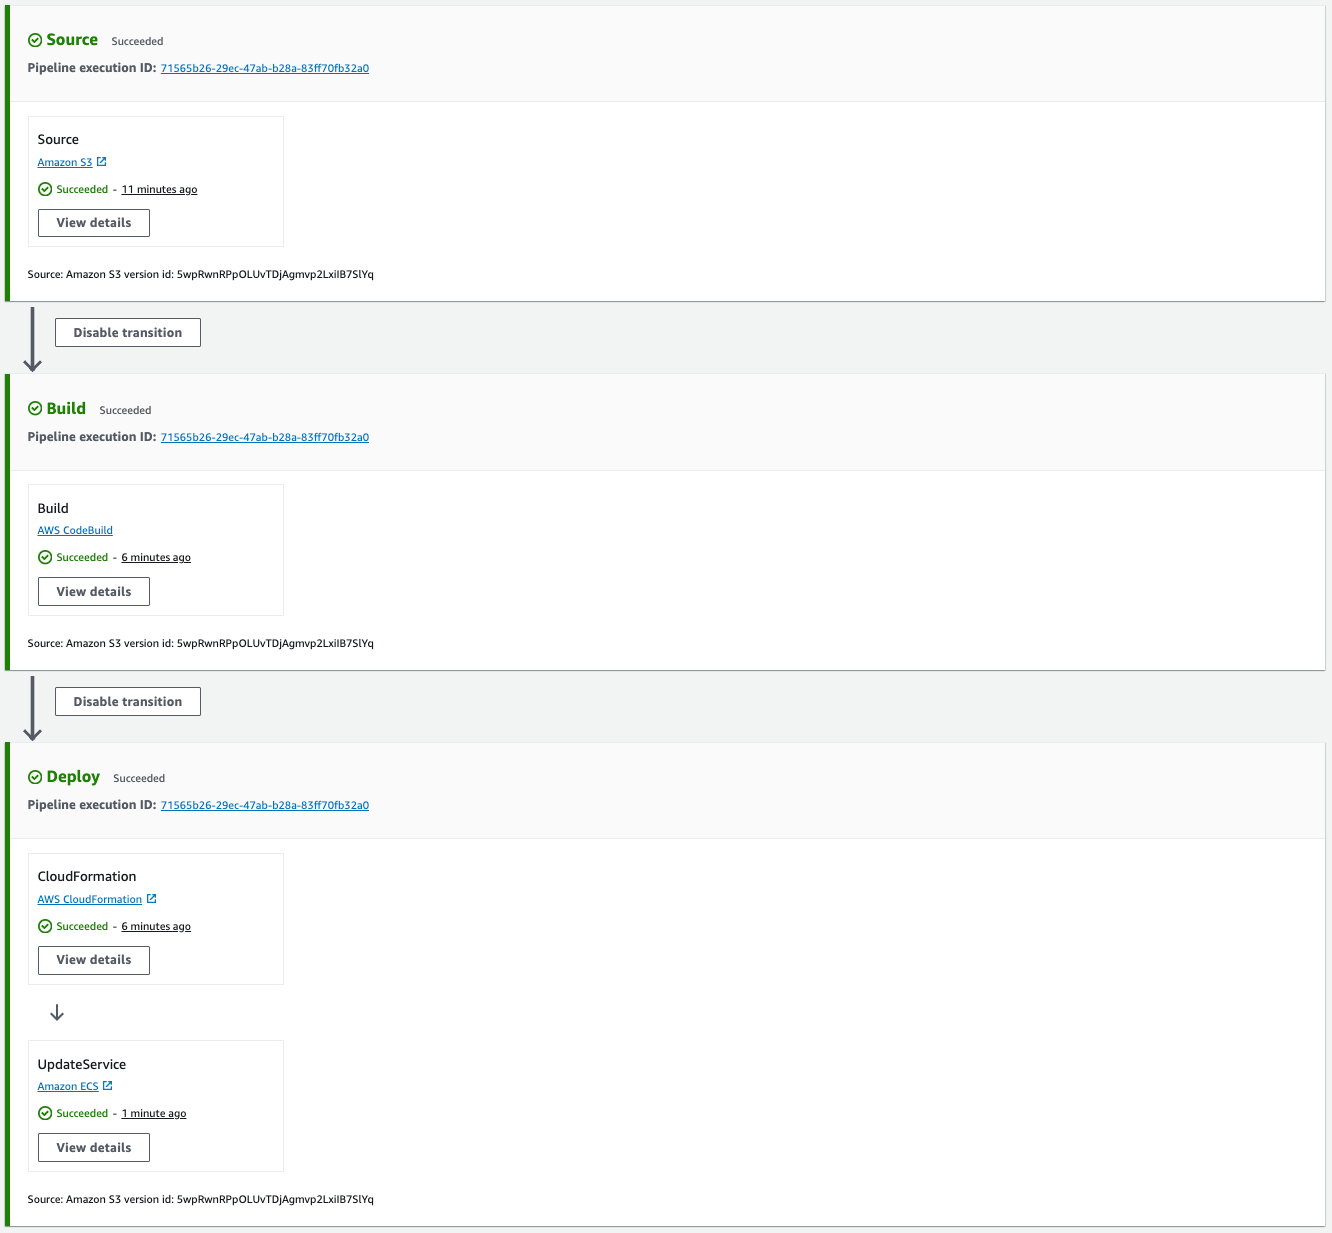 Source Succeeded
Pipeline execution ID: 71565b26-29ec-47ab-b28a-83ff70fb32a0
Source
Amazon S3
Succeeded - 11 minutes ago
View details
Source: Amazon S3 version id: 5wpRwnRPpOLUvTDjAgmvp2LxiIB7SlYq
Disable transition
Build Succeeded
Pipeline execution ID: 71565b26-29ec-47ab-b28a-83ff70fb32a0
Build
AWS CodeBuild
Succeeded - 6 minutes ago
View details
Source: Amazon S3 version id: 5wpRwnRPpOLUvTDjAgmvp2LxiIB7SlYq
Disable transition
Deploy Succeeded
Pipeline execution ID: 71565b26-29ec-47ab-b28a-83ff70fb32a0
CloudFormation
AWS CloudFormation
Succeeded - 6 minutes ago
View details
UpdateService
Amazon ECS
Succeeded - 1 minute ago
View details
Source: Amazon S3 version id: 5wpRwnRPpOLUvTDjAgmvp2LxiIB7SlYq